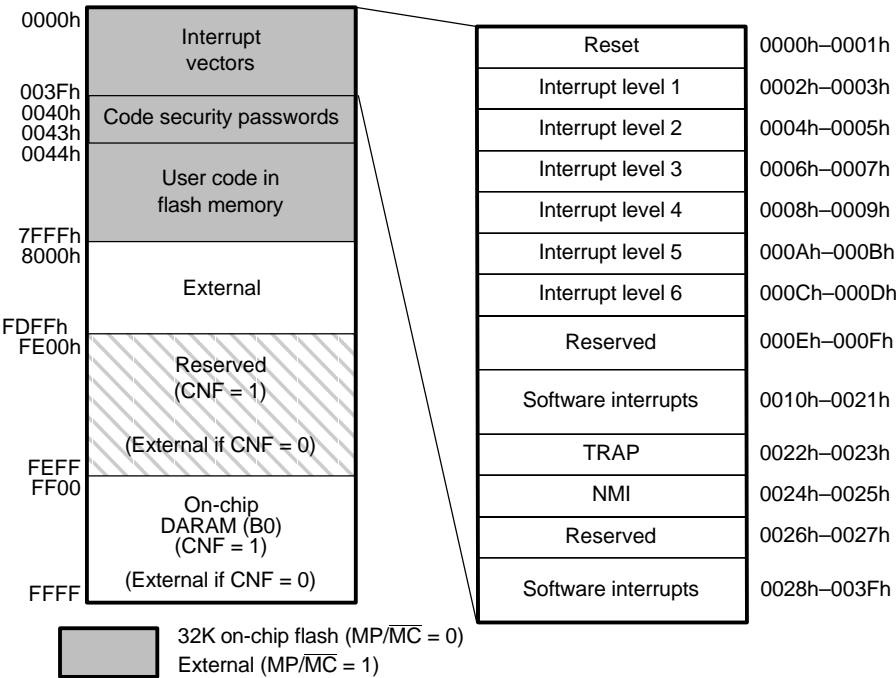 0000h
Interrupt
vectors
003Fh
0040h
Code security passwords
0043h
0044h
User code in
flash memory
7FFFh
8000h
External
FDFFh
FE00h
Reserved
(CNF = 1)
(External if CNF = 0)
FEFF
FF00
On-chip
DARAM (B0)
(CNF = 1)
(External if CNF = 0)
FFFF
Reset 0000h–0001h
Interrupt level 1 0002h–0003h
Interrupt level 2 0004h–0005h
Interrupt level 3 0006h–0007h
Interrupt level 4 0008h–0009h
Interrupt level 5 000Ah–000Bh
Interrupt level 6 000Ch–000Dh
Reserved 000Eh–000Fh
Software interrupts 0010h–0021h
TRAP 0022h–0023h
NMI 0024h–0025h
Reserved 0026h–0027h
Software interrupts 0028h–003Fh
32K on-chip flash (MP/M̅C̅ = 0)
External (MP/M̅C̅ = 1)